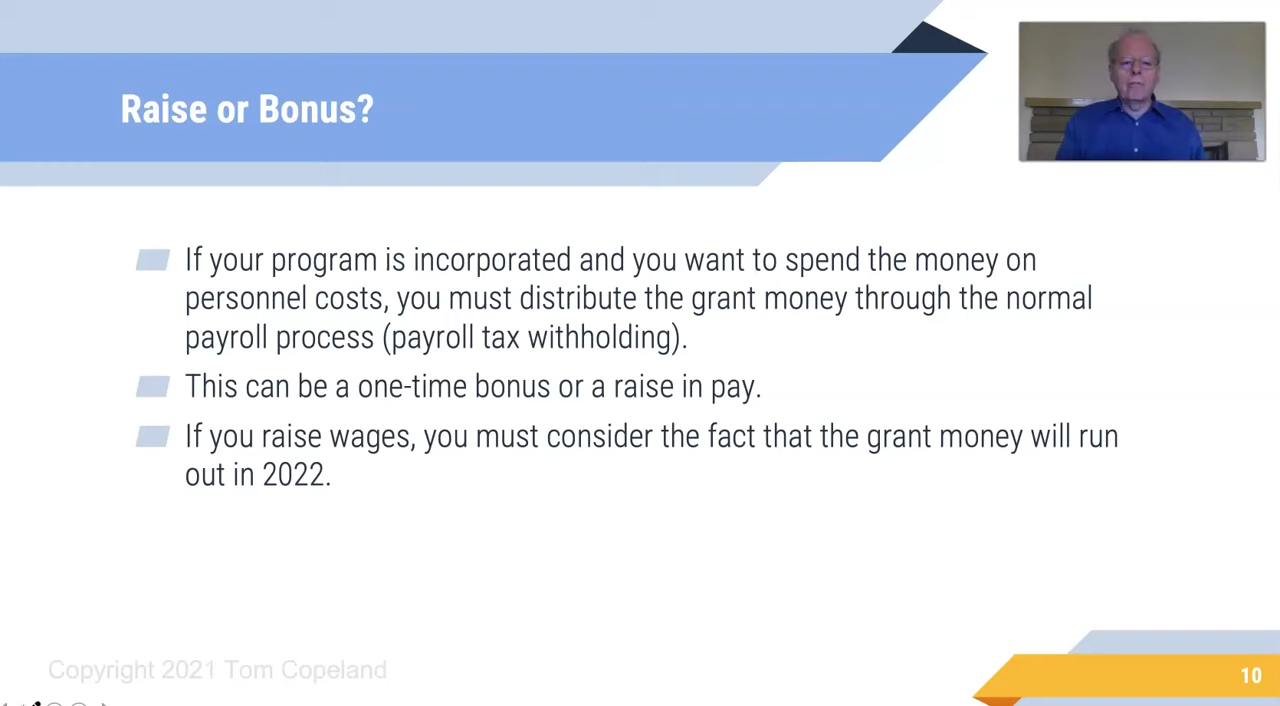 Raise or Bonus?
If your program is incorporated and you want to spend the money on
personnel costs, you must distribute the grant money through the normal
payroll process (payroll tax withholding).
This can be a one-time bonus or a raise in pay.
If you raise wages, you must consider the fact that the grant money will run
out in 2022.
Copyright 2021 Tom Copeland
10